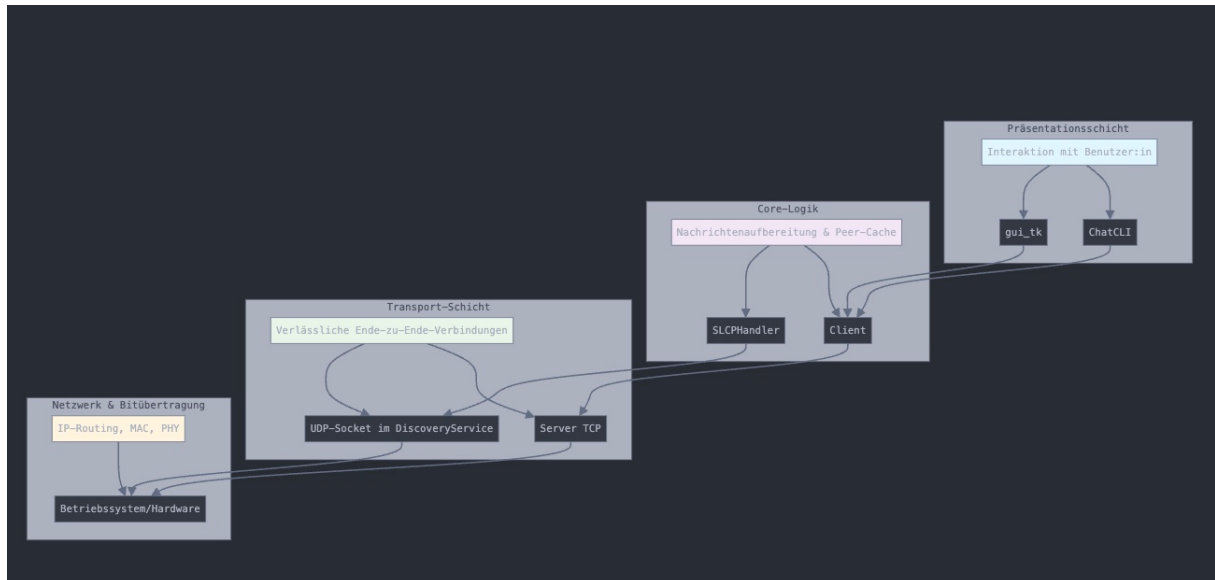 Präsentationsschicht
Interaktion mit Benutzer:in
gui_tk
ChatCLI
Core-Logik
Nachrichtenaufbereitung & Peer-Cache
SLCPHandler
Client
Transport-Schicht
Verlässliche Ende-zu-Ende-Verbindungen
UDP-Socket im DiscoveryService
Server TCP
Netzwerk & Bitübertragung
IP-Routing, MAC, PHY
Betriebssystem/Hardware